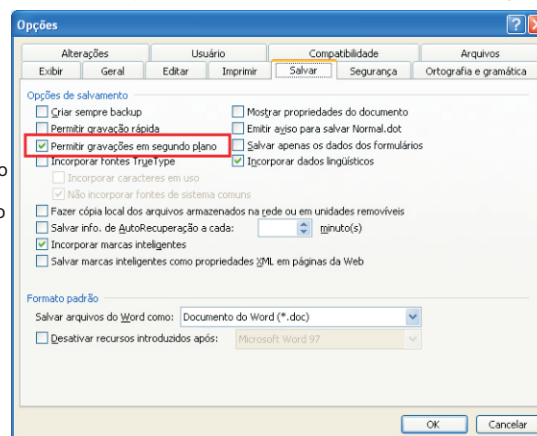 Opções
Alterações Usuário Compatibilidade Arquivos
Exibir Geral Editar Imprimir Salvar Segurança Ortografia e gramática
Opções de salvamento
Criar sempre backup
Mostrar propriedades do documento
Permitir gravação rápida
Emitir aviso para salvar Normal.dot
Permitir gravações em segundo plano
Salvar apenas os dados dos formulários
Incorporar fontes TrueType
Incorporar dados lingüísticos
Incorporar caracteres em uso
Não incorporar fontes de sistema comuns
Fazer cópia local dos arquivos armazenados na rede ou em unidades removíveis
Salvar info. de AutoRecuperação a cada: minuto(s)
Incorporar marcas inteligentes
Salvar marcas inteligentes como propriedades XML em páginas da Web
Formato padrão
Salvar arquivos do Word como: Documento do Word (*.doc)
Desativar recursos introduzidos após: Microsoft Word 97
OK Cancelar
o
o